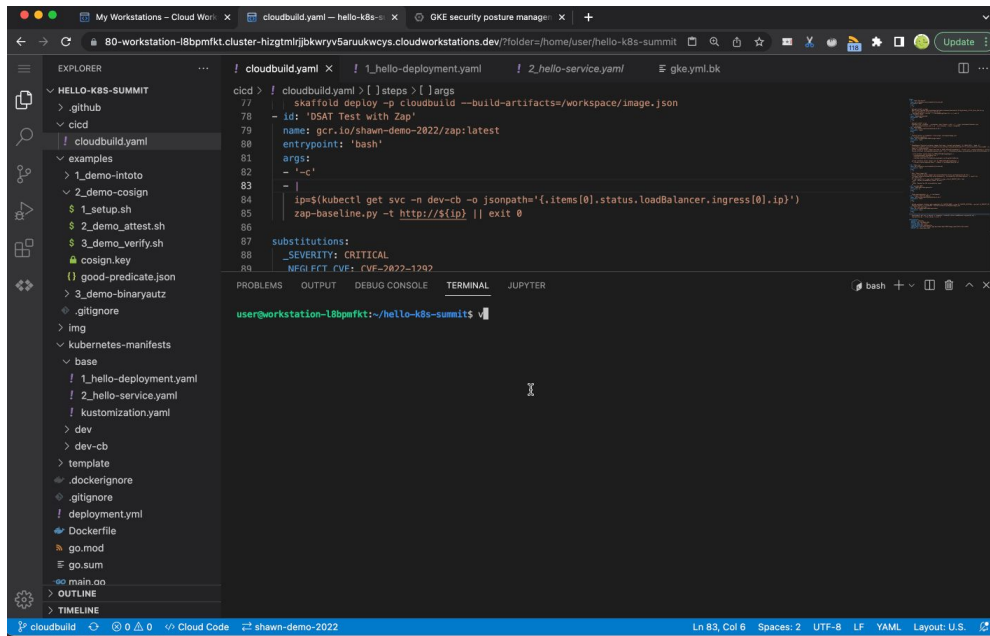 My Workstations – Cloud Work
cloudbuild.yaml — hello-k8s-s
GKE security posture managem
80-workstation-l8bpmfkt.cluster-hizgtmlrjjbkwryv5aruukwcys.cloudworkstations.dev/?folder=/home/user/hello-k8s-summit
118
Update
EXPLORER
HELLO-K8S-SUMMIT
.github
cicd
! cloudbuild.yaml
examples
1_demo-intoto
2_demo-cosign
$ 1_setup.sh
$ 2_demo_attest.sh
$ 3_demo_verify.sh
cosign.key
{} good-predicate.json
3_demo-binaryautz
.gitignore
img
kubernetes-manifests
base
! 1_hello-deployment.yaml
! 2_hello-service.yaml
! kustomization.yaml
dev
dev-cb
template
.dockerignore
.gitignore
! deployment.yml
Dockerfile
go.mod
go.sum
main.go
OUTLINE
TIMELINE
! cloudbuild.yaml
! 1_hello-deployment.yaml
! 2_hello-service.yaml
gke.yml.bk
cicd > ! cloudbuild.yaml > [ ] steps > [ ] args
77 skaffold deploy -p cloudbuild --build-artifacts=/workspace/image.json
78 - id: 'DSAT Test with Zap'
79 name: gcr.io/shawn-demo-2022/zap:latest
80 entrypoint: 'bash'
81 args:
82 - '-c'
83 - |
84 ip=$(kubectl get svc -n dev-cb -o jsonpath='{.items[0].status.loadBalancer.ingress[0].ip}')
85 zap-baseline.py -t http://${ip} || exit 0
86
87 substitutions:
88 _SEVERITY: CRITICAL
89 _NEGLECT_CVE: CVE-2022-1292
PROBLEMS OUTPUT DEBUG CONSOLE TERMINAL JUPYTER
bash
user@workstation-l8bpmfkt:~/hello-k8s-summit$ v
cloudbuild
0
0
Cloud Code
shawn-demo-2022
Ln 83, Col 6 Spaces: 2 UTF-8 LF YAML Layout: U.S.